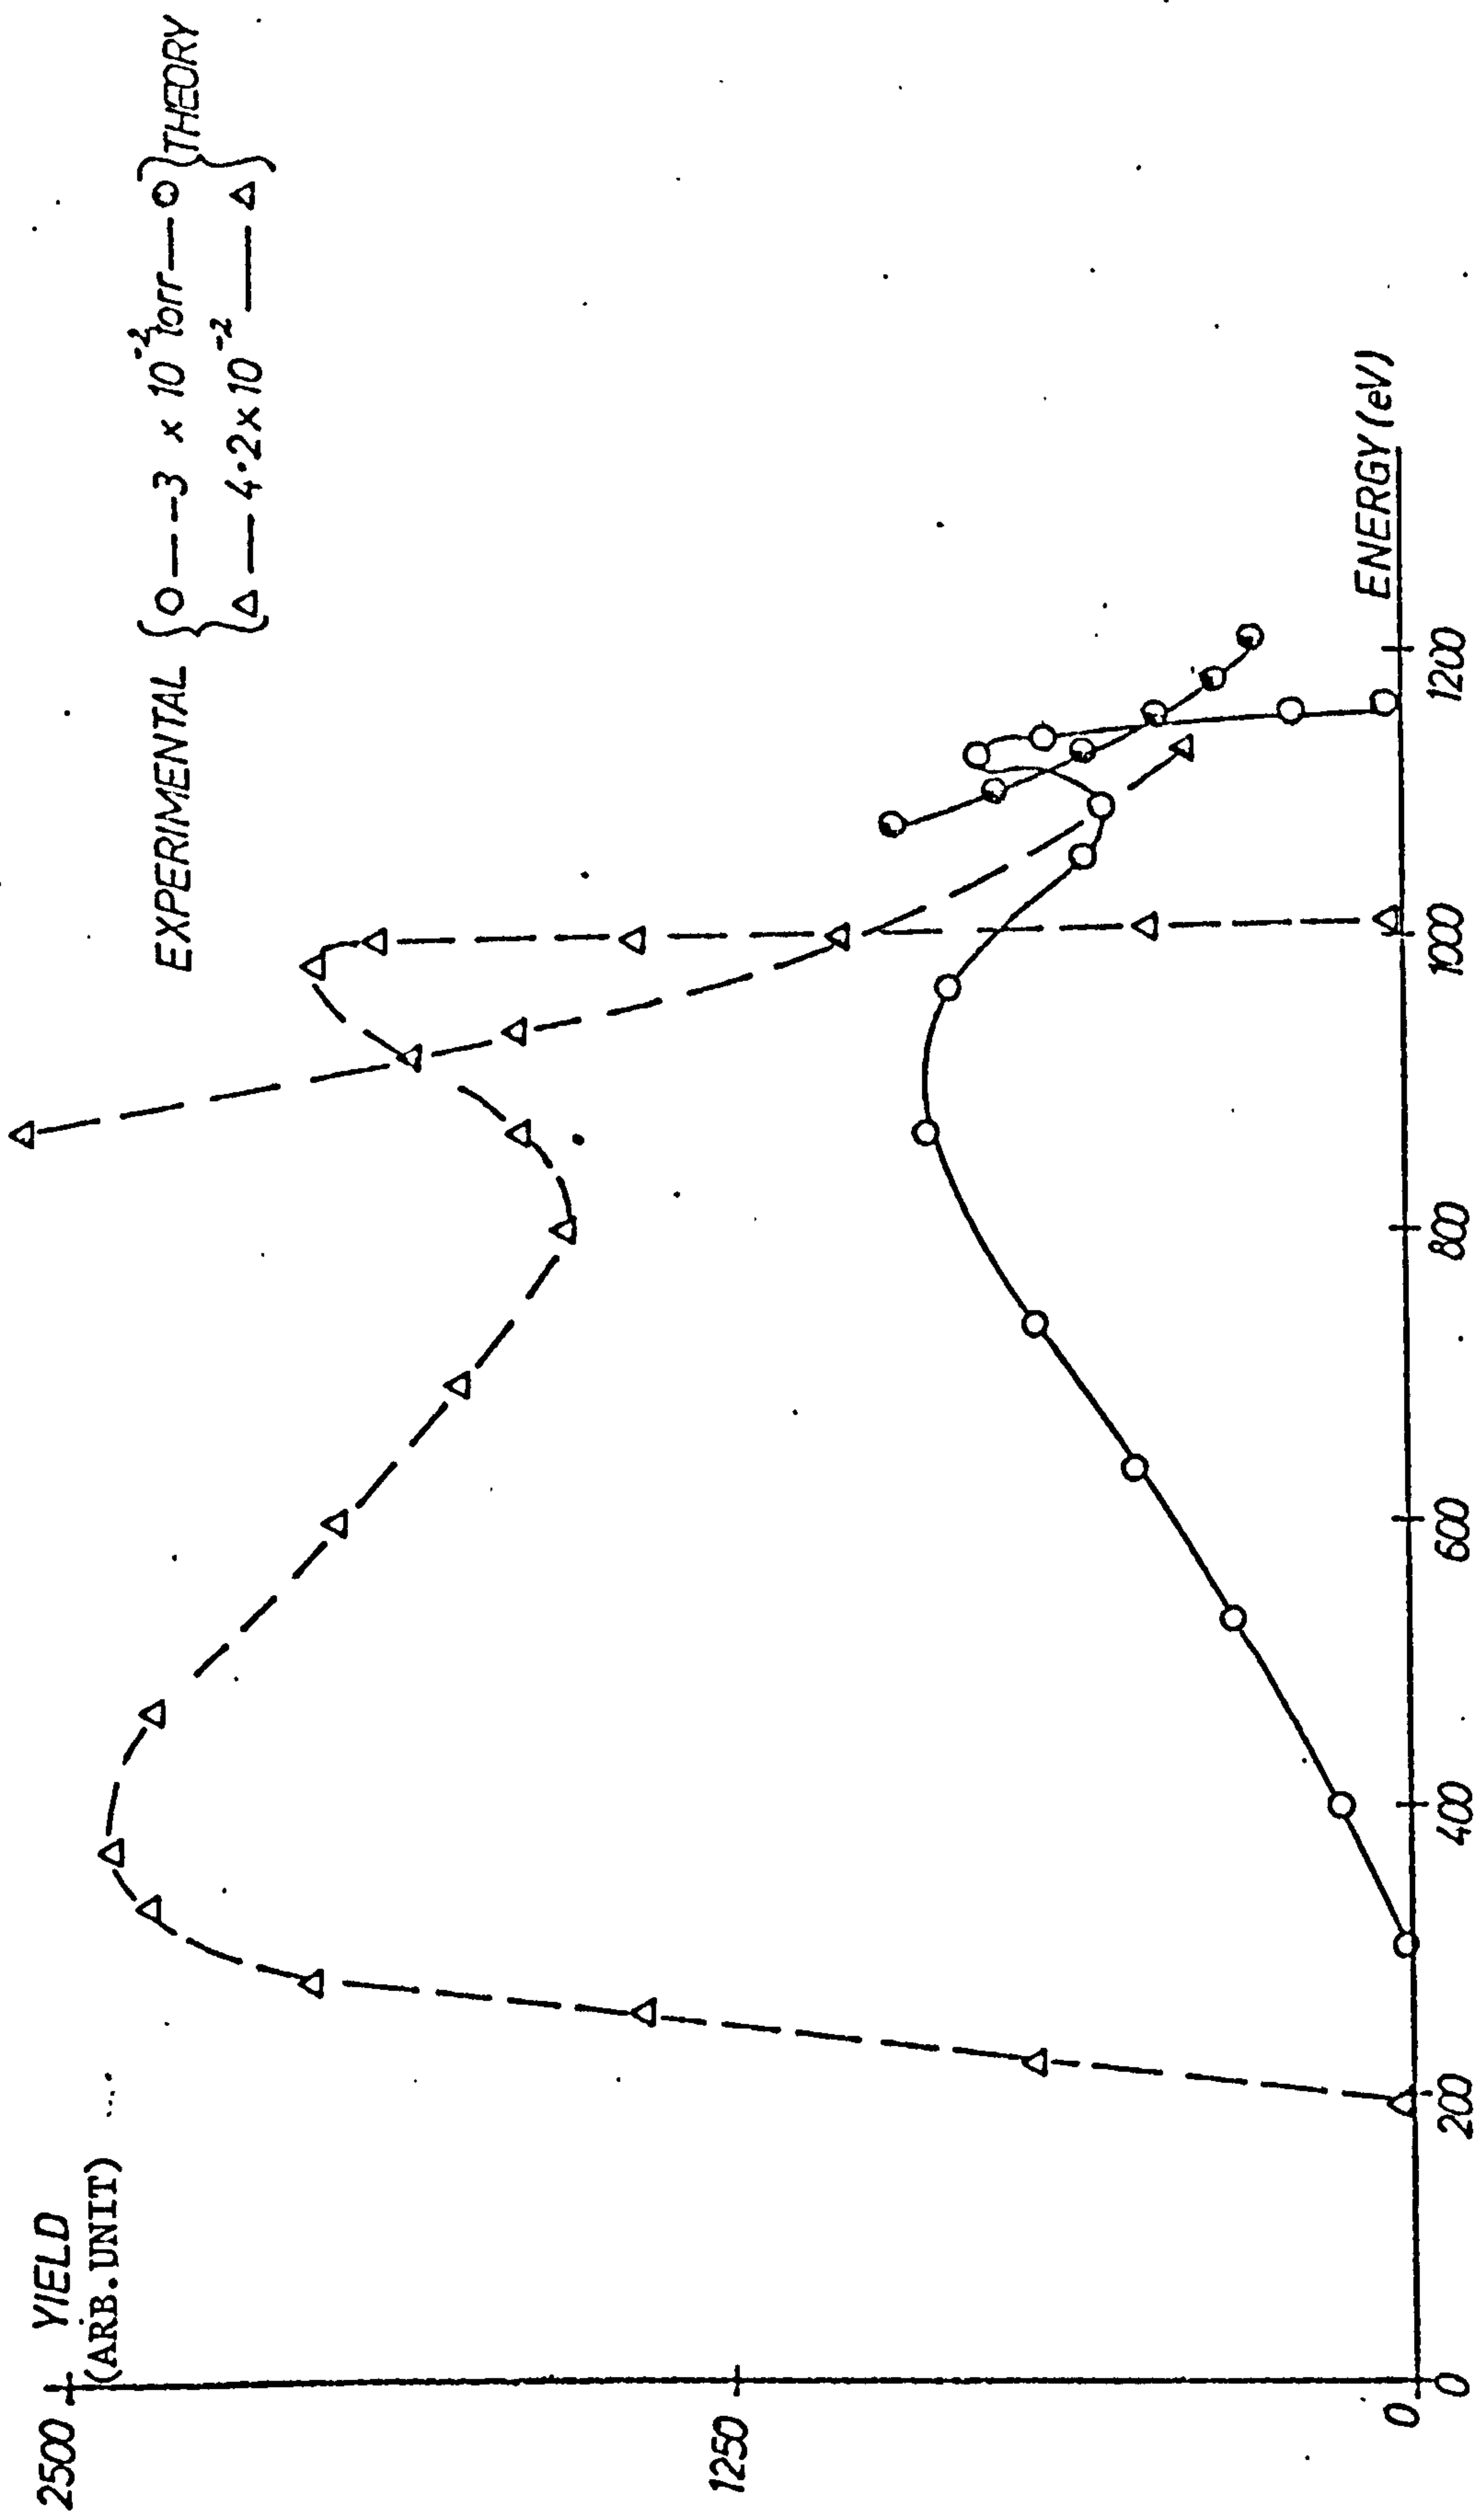 YIELD
(ARB.UNIT)
2500
1250
0
EXPERIMENTAL { O — — 3 × 10⁻² torr — O } THEORY
Δ — — 4·2×10⁻² — — Δ
ENERGY (eV)
0 200 400 600 800 1000 1200